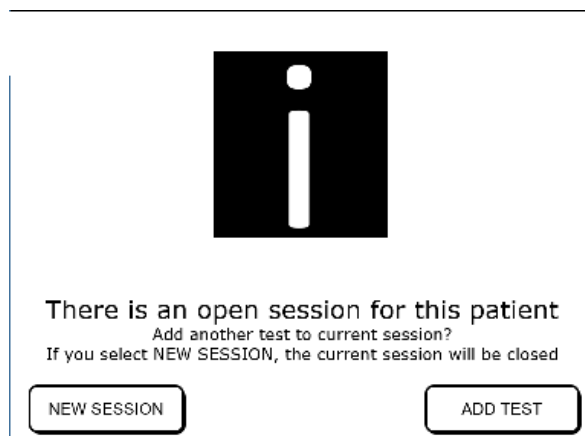 There is an open session for this patient
Add another test to current session?
If you select NEW SESSION, the current session will be closed
NEW SESSION
ADD TEST